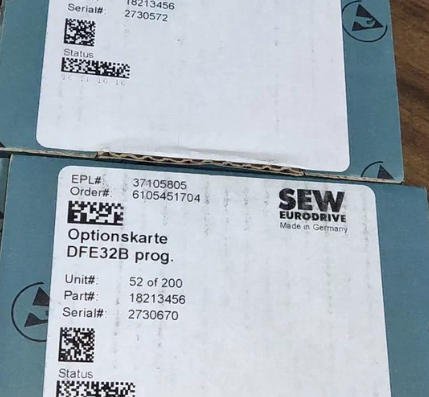 18213456
Serial#: 2730572
Status
EPL#: 37105805
Order#: 6105451704
SEW
EURODRIVE
Made in Germany
Optionskarte
DFE32B prog.
Unit#: 52 of 200
Part#: 18213456
Serial#: 2730670
Status